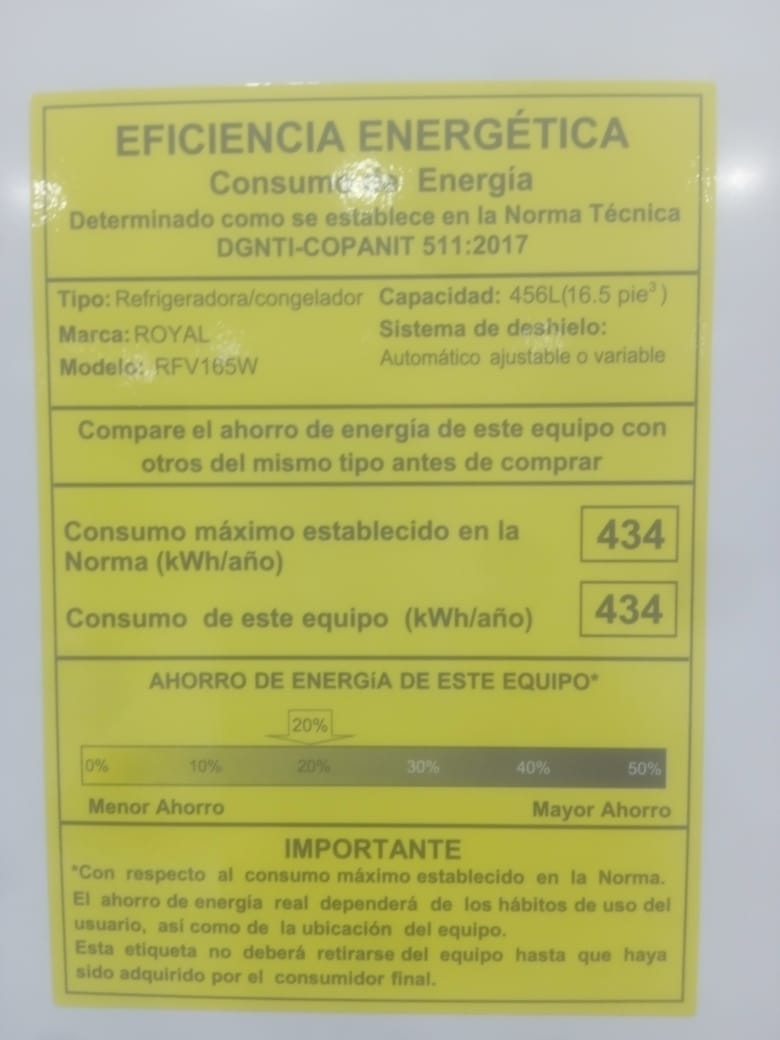 EFICIENCIA ENERGÉTICA
Consumo de Energía
Determinado como se establece en la Norma Técnica
DGNTI-COPANIT 511:2017
Tipo: Refrigeradora/congelador
Marca: ROYAL
Modelo: RFV165W
Capacidad: 456L(16.5 pie³)
Sistema de deshielo:
Automático ajustable o variable
Compare el ahorro de energía de este equipo con
otros del mismo tipo antes de comprar
Consumo máximo establecido en la
Norma (kWh/año)
434
Consumo de este equipo (kWh/año)
434
AHORRO DE ENERGíA DE ESTE EQUIPO*
20%
0% 10% 20% 30% 40% 50%
Menor Ahorro Mayor Ahorro
IMPORTANTE
*Con respecto al consumo máximo establecido en la Norma.
El ahorro de energía real dependerá de los hábitos de uso del
usuario, así como de la ubicación del equipo.
Esta etiqueta no deberá retirarse del equipo hasta que haya
sido adquirido por el consumidor final.